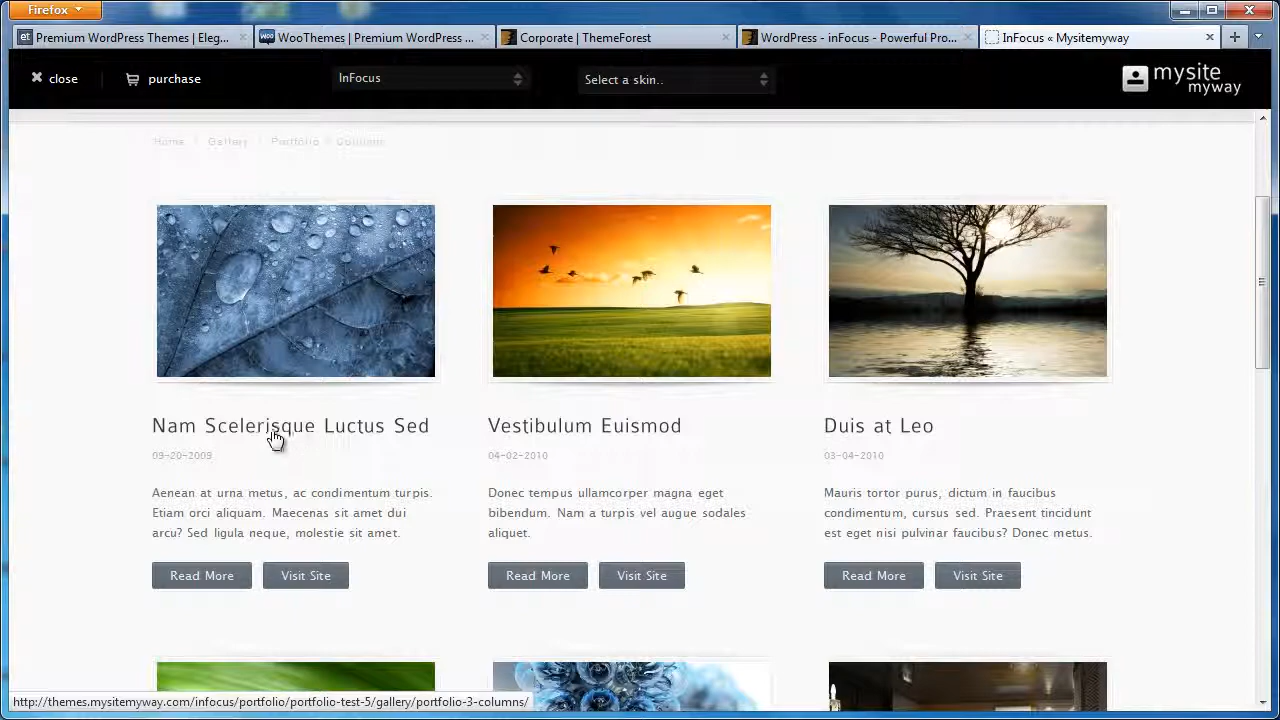 Firefox
Premium WordPress Themes | Eleg...
WooThemes | Premium WordPress ...
Corporate | ThemeForest
WordPress - inFocus - Powerful Pro...
InFocus « Mysitemyway
close
purchase
InFocus
Select a skin..
mysite
myway
Home
Gallery
Portfolio
Columns
Nam Scelerisque Luctus Sed
09-20-2009
Aenean at urna metus, ac condimentum turpis.
Etiam orci aliquam. Maecenas sit amet dui
arcu? Sed ligula neque, molestie sit amet.
Read More
Visit Site
Vestibulum Euismod
04-02-2010
Donec tempus ullamcorper magna eget
bibendum. Nam a turpis vel augue sodales
aliquet.
Read More
Visit Site
Duis at Leo
03-04-2010
Mauris tortor purus, dictum in faucibus
condimentum, cursus sed. Praesent tincidunt
est eget nisi pulvinar faucibus? Donec metus.
Read More
Visit Site
http://themes.mysitemyway.com/infocus/portfolio/portfolio-test-5/gallery/portfolio-3-columns/